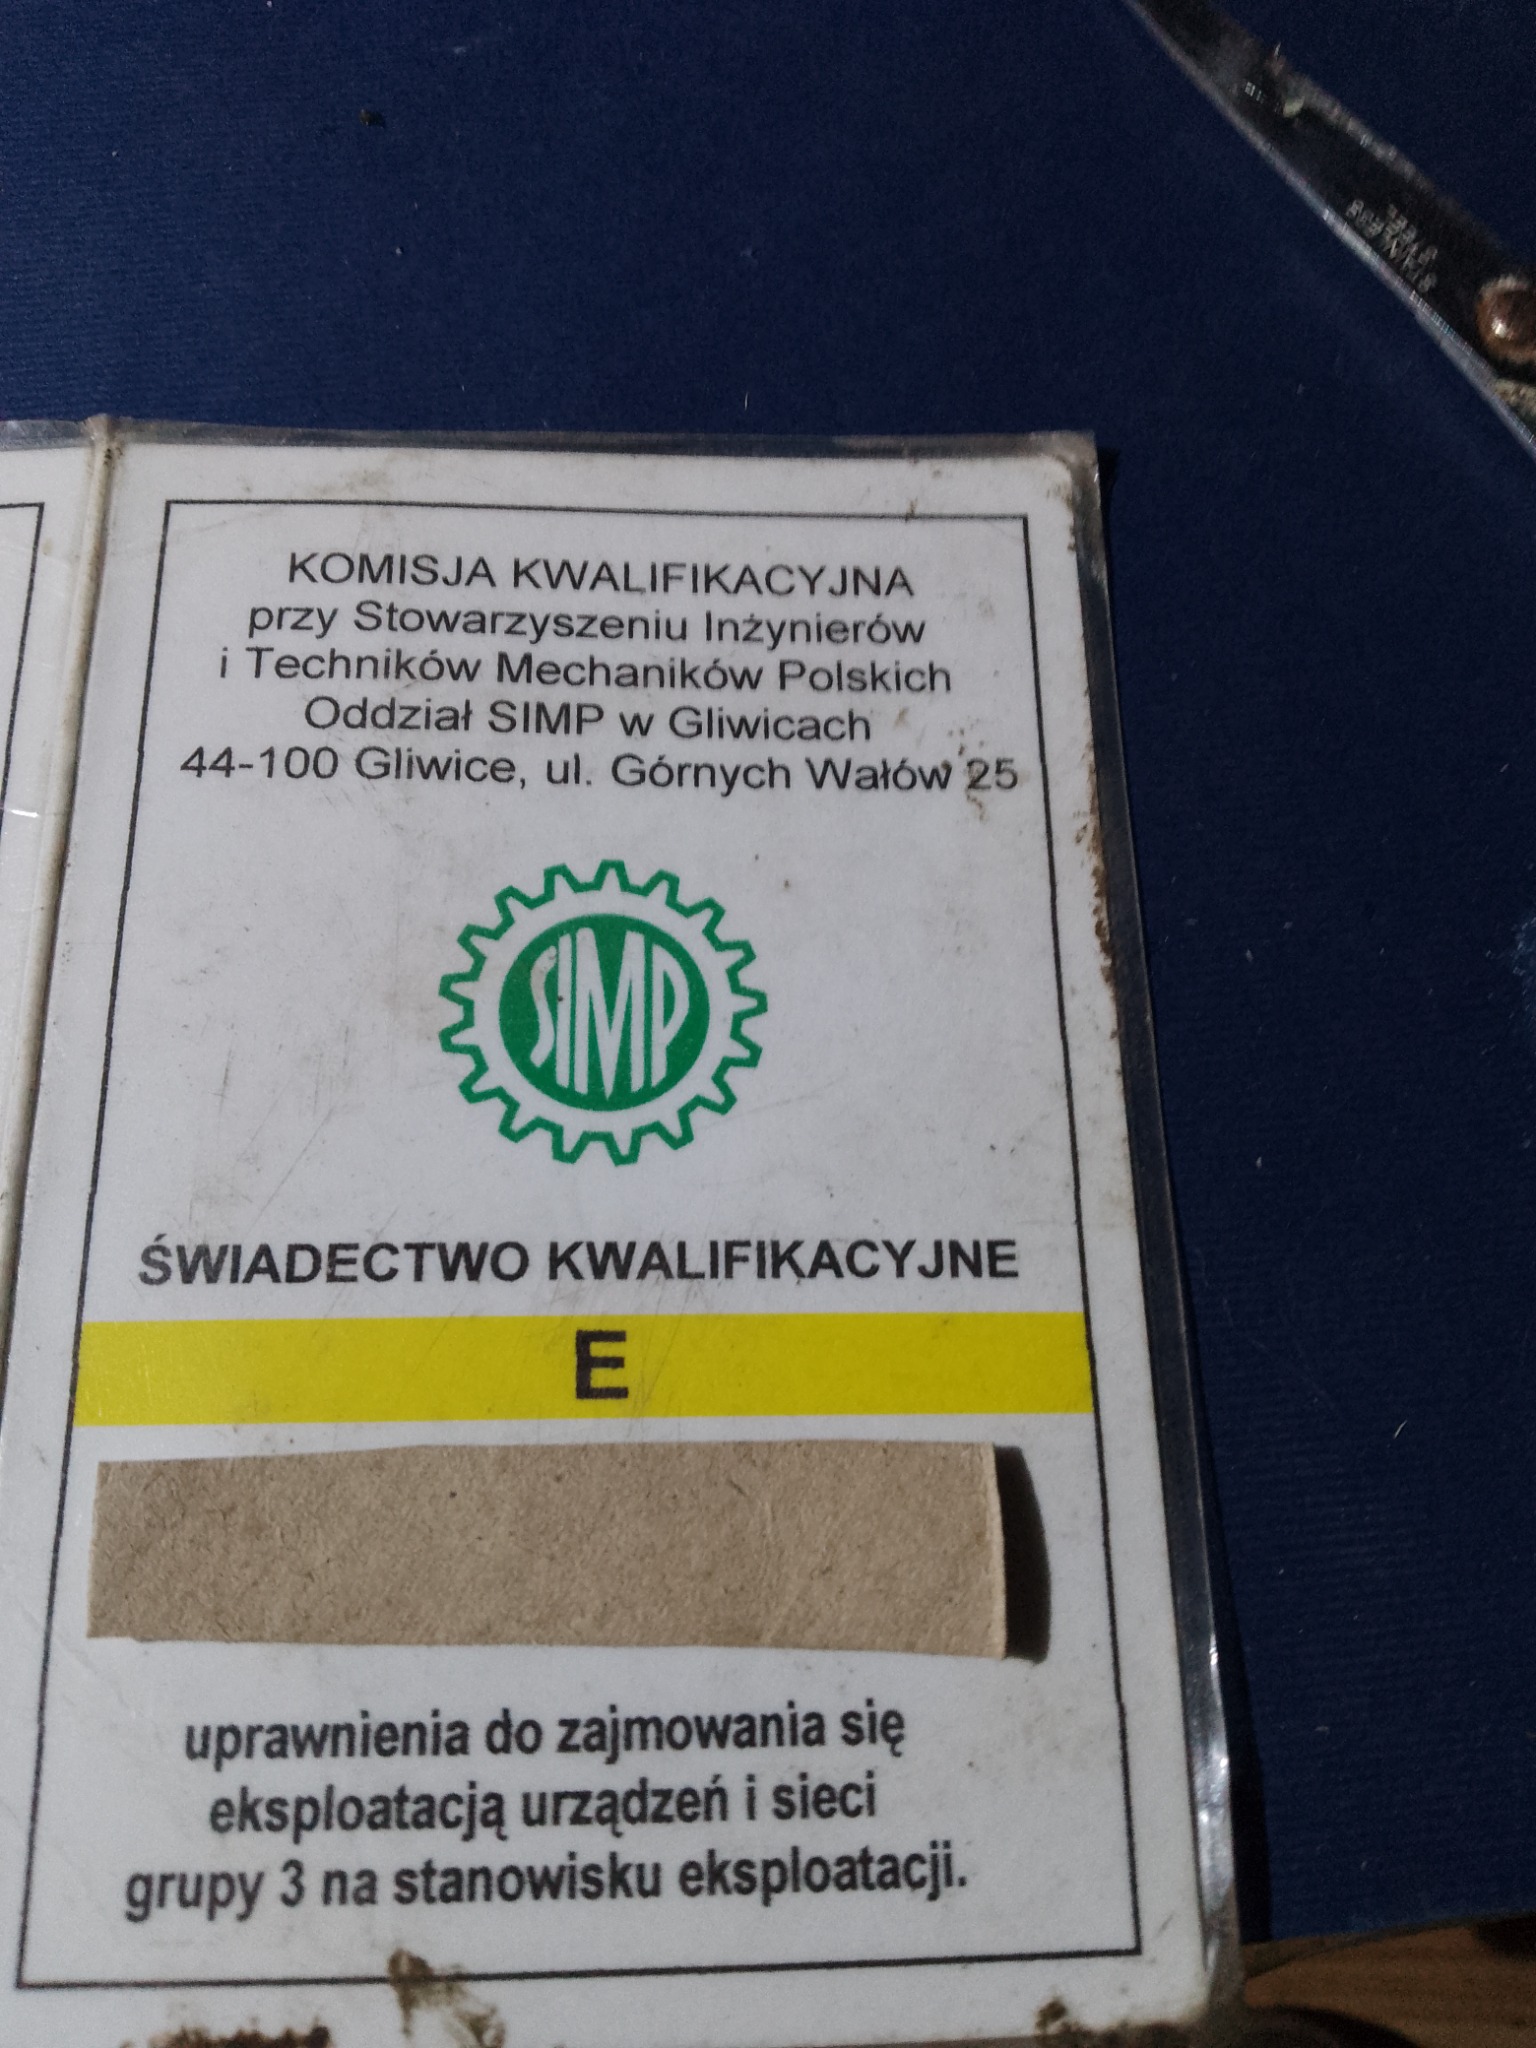 KOMISJA KWALIFIKACYJNA
przy Stowarzyszeniu Inżynierów
i Techników Mechaników Polskich
Oddział SIMP w Gliwicach
44-100 Gliwice, ul. Górnych Wałów 25
SIMP
ŚWIADECTWO KWALIFIKACYJNE
E
uprawnienia do zajmowania się
eksploatacją urządzeń i sieci
grupy 3 na stanowisku eksploatacji.